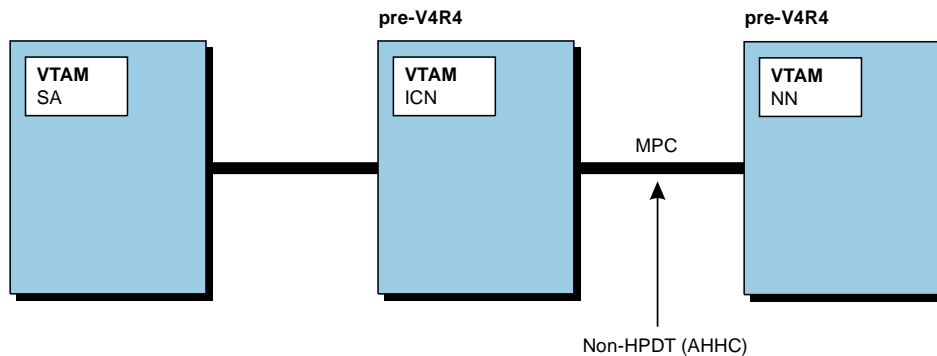 pre-V4R4
pre-V4R4
VTAM
SA
VTAM
ICN
VTAM
NN
MPC
Non-HPDT (AHHC)